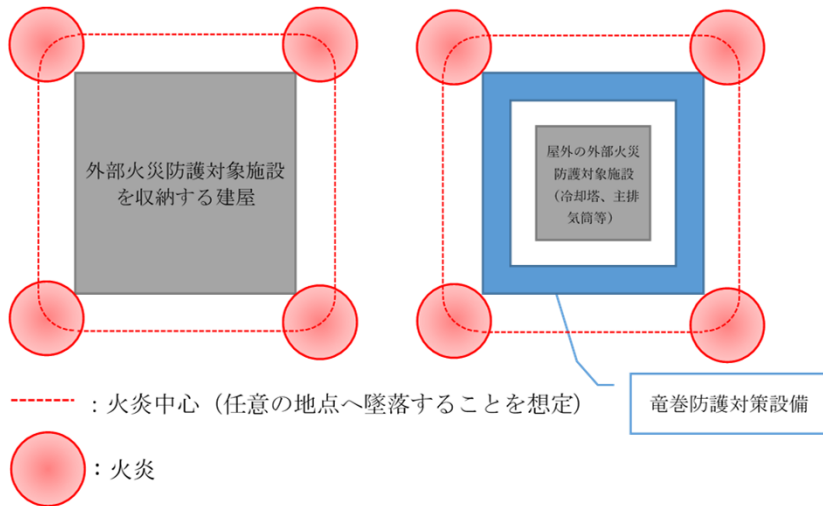 外部火災防護対象施設
を収納する建屋
屋外の外部火災
防護対象施設
（冷却塔、主排
気筒等）
：火炎中心（任意の地点へ墜落することを想定）
竜巻防護対策設備
：火炎